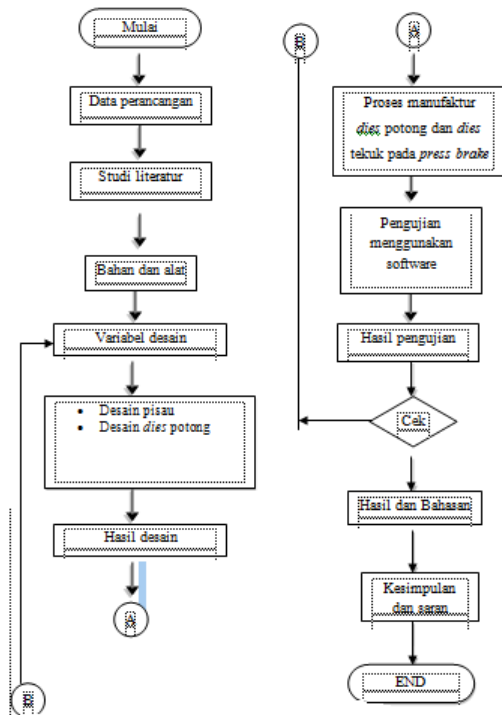 Mulai
Data perancangan
Studi literatur
Bahan dan alat
Variabel desain
• Desain pisau
• Desain dies potong
Hasil desain
A
B
B
A
Proses manufaktur
dies potong dan dies
tekuk pada press brake
Pengujian
menggunakan
software
Hasil pengujian
Cek
Hasil dan Bahasan
Kesimpulan
dan saran
END